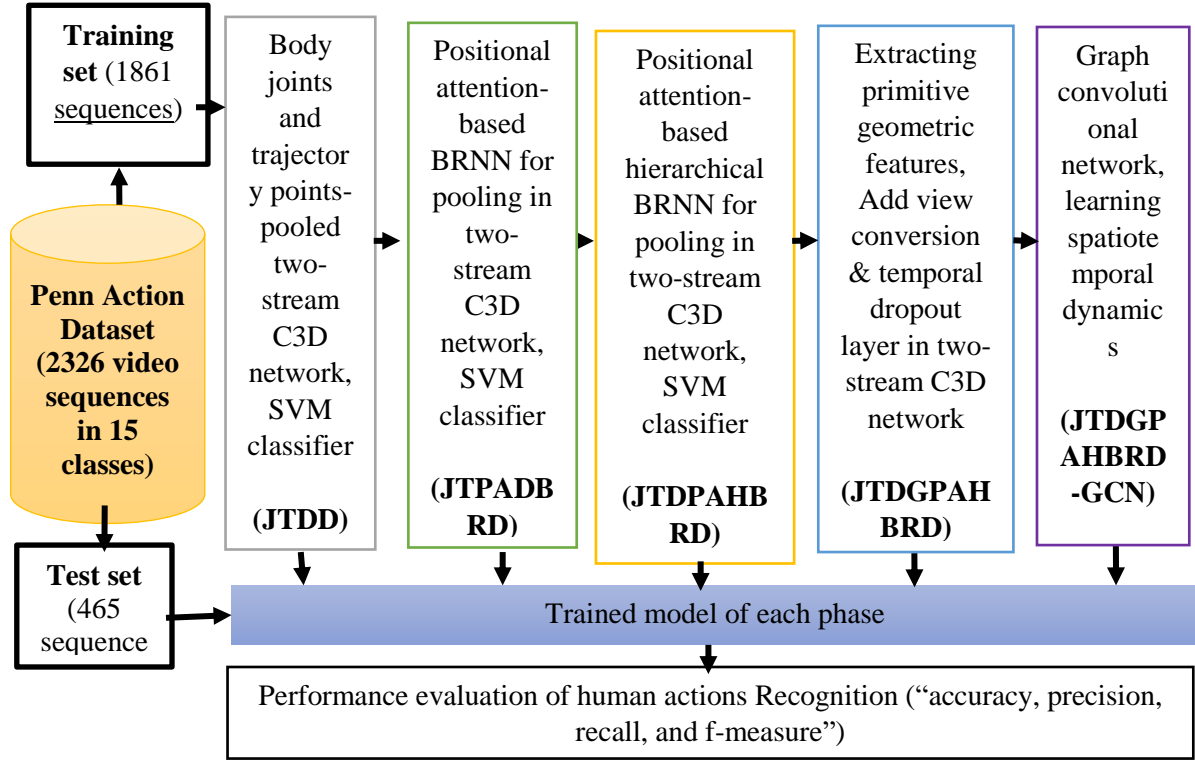 Training
set (1861
sequences)
Penn Action
Dataset
(2326 video
sequences
in 15
classes)
Test set
(465
sequence
Body
joints
and
trajector
y points-
pooled
two-
stream
C3D
network,
SVM
classifier
(JTDD)
Positional
attention-
based
BRNN for
pooling in
two-
stream
C3D
network,
SVM
classifier
(JTPADB
RD)
Positional
attention-
based
hierarchical
BRNN for
pooling in
two-stream
C3D
network,
SVM
classifier
(JTDPAHB
RD)
Extracting
primitive
geometric
features,
Add view
conversion
& temporal
dropout
layer in two-
stream C3D
network
(JTDGPAH
BRD)
Graph
convoluti
onal
network,
learning
spatiote
mporal
dynamic
s
(JTDGP
AHBRD
-GCN)
Trained model of each phase
Performance evaluation of human actions Recognition (“accuracy, precision,
recall, and f-measure”)